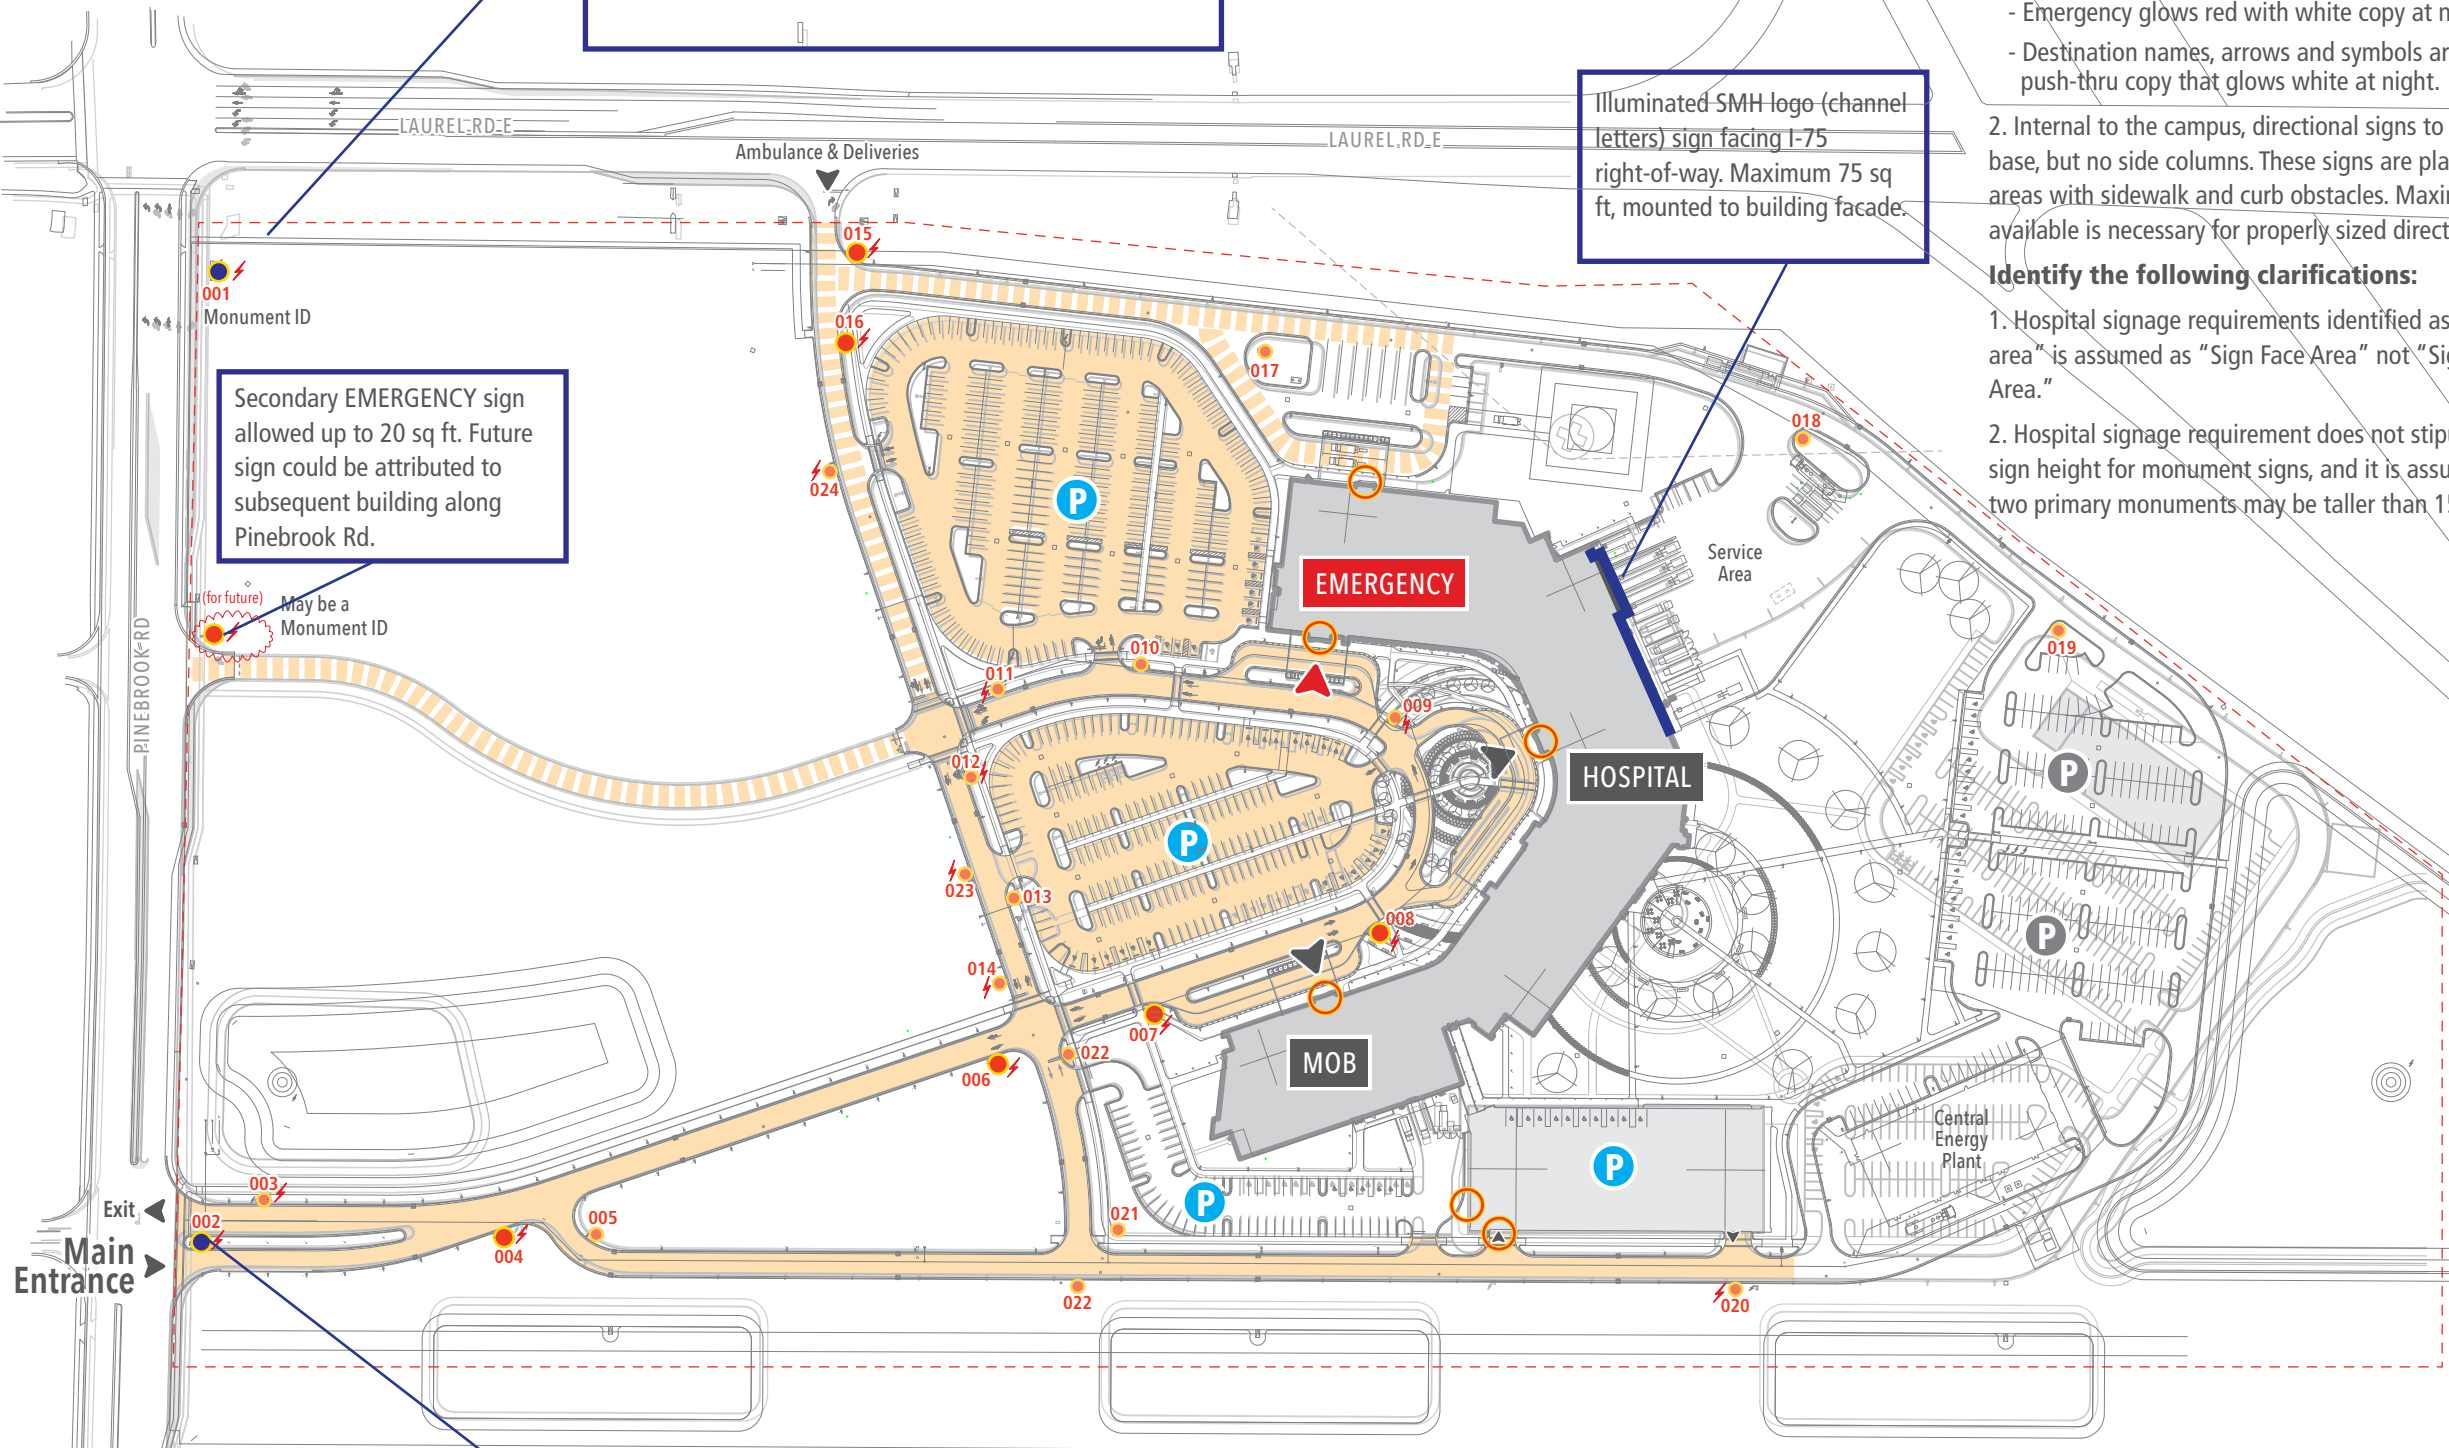 - Emergency glows red with white copy at n
- Destination names, arrows and symbols ar
push-thru copy that glows white at night.
2. Internal to the campus, directional signs to
base, but no side columns. These signs are pla
areas with sidewalk and curb obstacles. Maxi
available is necessary for properly sized direct
Identify the following clarifications:
1. Hospital signage requirements identified as
area" is assumed as "Sign Face Area" not "Si
Area."
2. Hospital signage requirement does not stip
sign height for monument signs, and it is assu
two primary monuments may be taller than 1
LAUREL RD E
LAUREL RD E
Ambulance & Deliveries
Illuminated SMH logo (channel
letters) sign facing I-75
right-of-way. Maximum 75 sq
ft, mounted to building facade.
015
001
Monument ID
016
017
Secondary EMERGENCY sign
allowed up to 20 sq ft. Future
sign could be attributed to
subsequent building along
Pinebrook Rd.
018
024
P
Service
Area
EMERGENCY
(for future)
May be a
Monument ID
PINEBROOK RD
010
019
011
009
012
HOSPITAL
P
P
023
013
008
P
014
007
022
006
MOB
Central
Energy
Plant
P
P
003
Exit
002
005
021
004
Main
Entrance
022
020